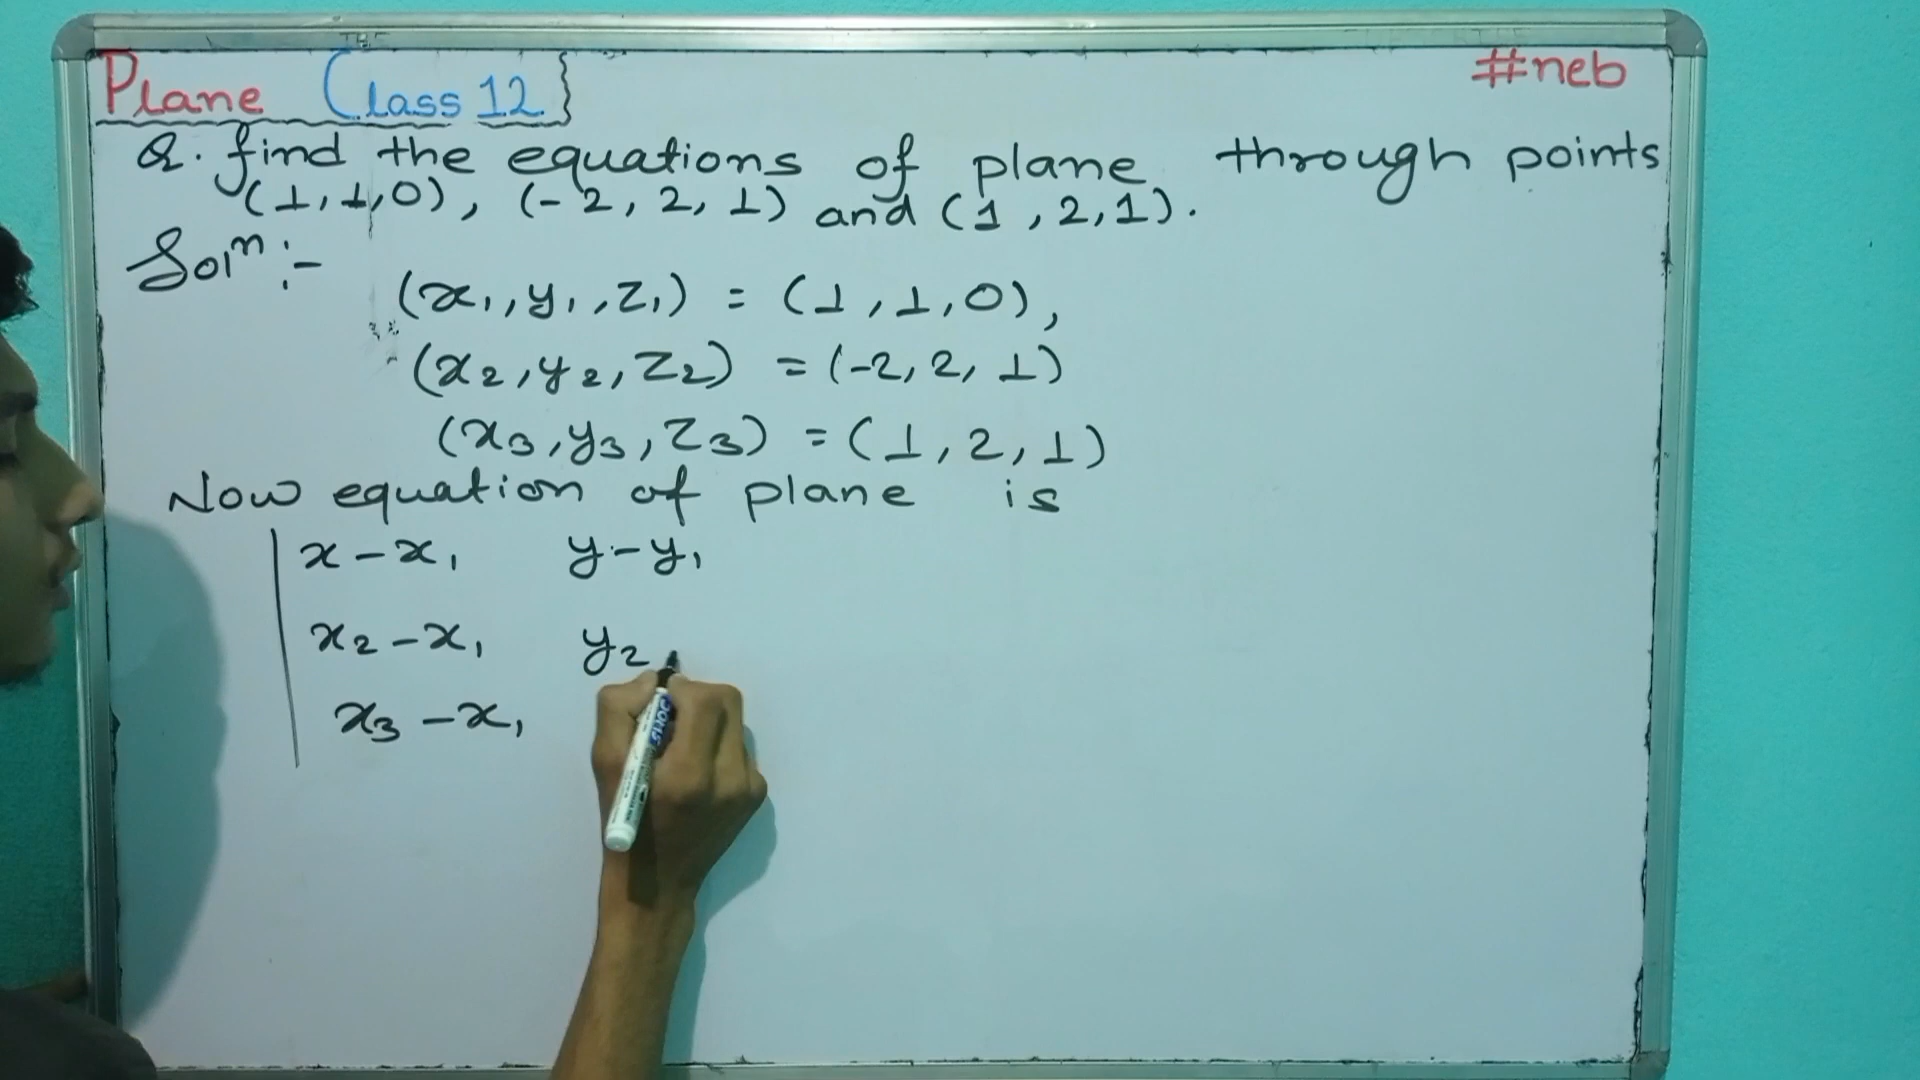 Plane Class 12
#neb
Q. find the equations of plane through points
(1,1,0), (-2, 2, 1) and (1, 2, 1).
Solⁿ :-
(x₁, y₁, z₁) = (1, 1, 0),
(x₂, y₂, z₂) = (-2, 2, 1)
(x₃, y₃, z₃) = (1, 2, 1)
Now equation of plane is
| x - x₁ y - y₁
x₂ - x₁ y₂
x₃ - x₁